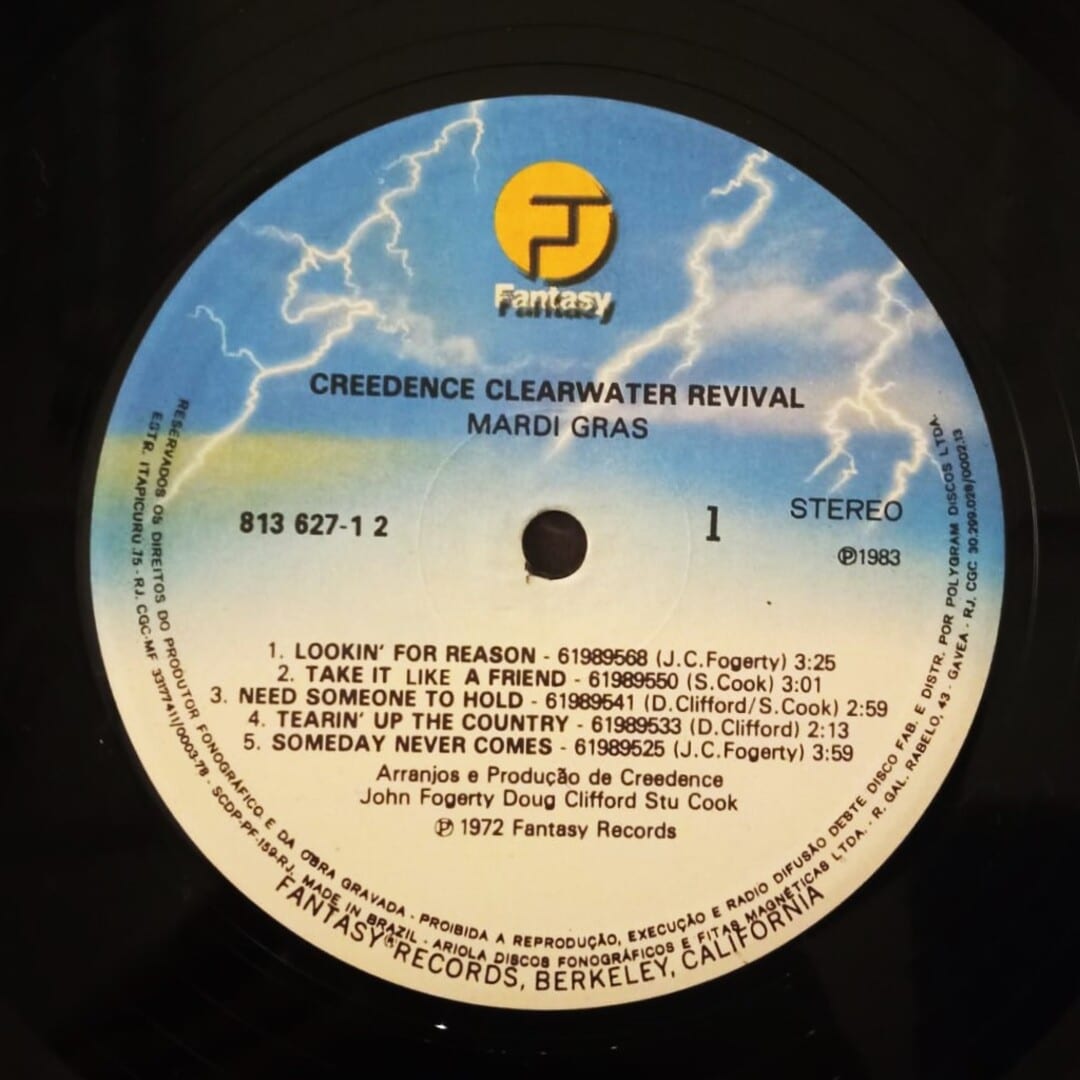 Fantasy
CREEDENCE CLEARWATER REVIVAL
MARDI GRAS
813 627-1 2
1
STEREO
℗1983
1. LOOKIN' FOR REASON - 61989568 (J.C.Fogerty) 3:25
2. TAKE IT LIKE A FRIEND - 61989550 (S.Cook) 3:01
3. NEED SOMEONE TO HOLD - 61989541 (D.Clifford/S.Cook) 2:59
4. TEARIN' UP THE COUNTRY - 61989533 (D.Clifford) 2:13
5. SOMEDAY NEVER COMES - 61989525 (J.C.Fogerty) 3:59
Arranjos e Produção de Creedence
John Fogerty Doug Clifford Stu Cook
℗ 1972 Fantasy Records
RESERVADOS OS DIREITOS DO PRODUTOR FONOGRÁFICO E DA OBRA GRAVADA - PROIBIDA A REPRODUÇÃO, EXECUÇÃO E RADIO DIFUSÃO DESTE DISCO FAB. E DISTR. POR POLYGRAM DISCOS LTDA.
ESTR. ITAPICURÚ, 75 - RJ. CGC-MF 33177411/0003-78 - SCDP-PF-159-RJ. MADE IN BRAZIL - ARIOLA DISCOS FONOGRÁFICOS E FITAS MAGNÉTICAS LTDA. - R. GAL. RABELO, 43 - GAVEA - RJ. CGC 30.299.028/0002.13
FANTASY® RECORDS, BERKELEY, CALIFORNIA